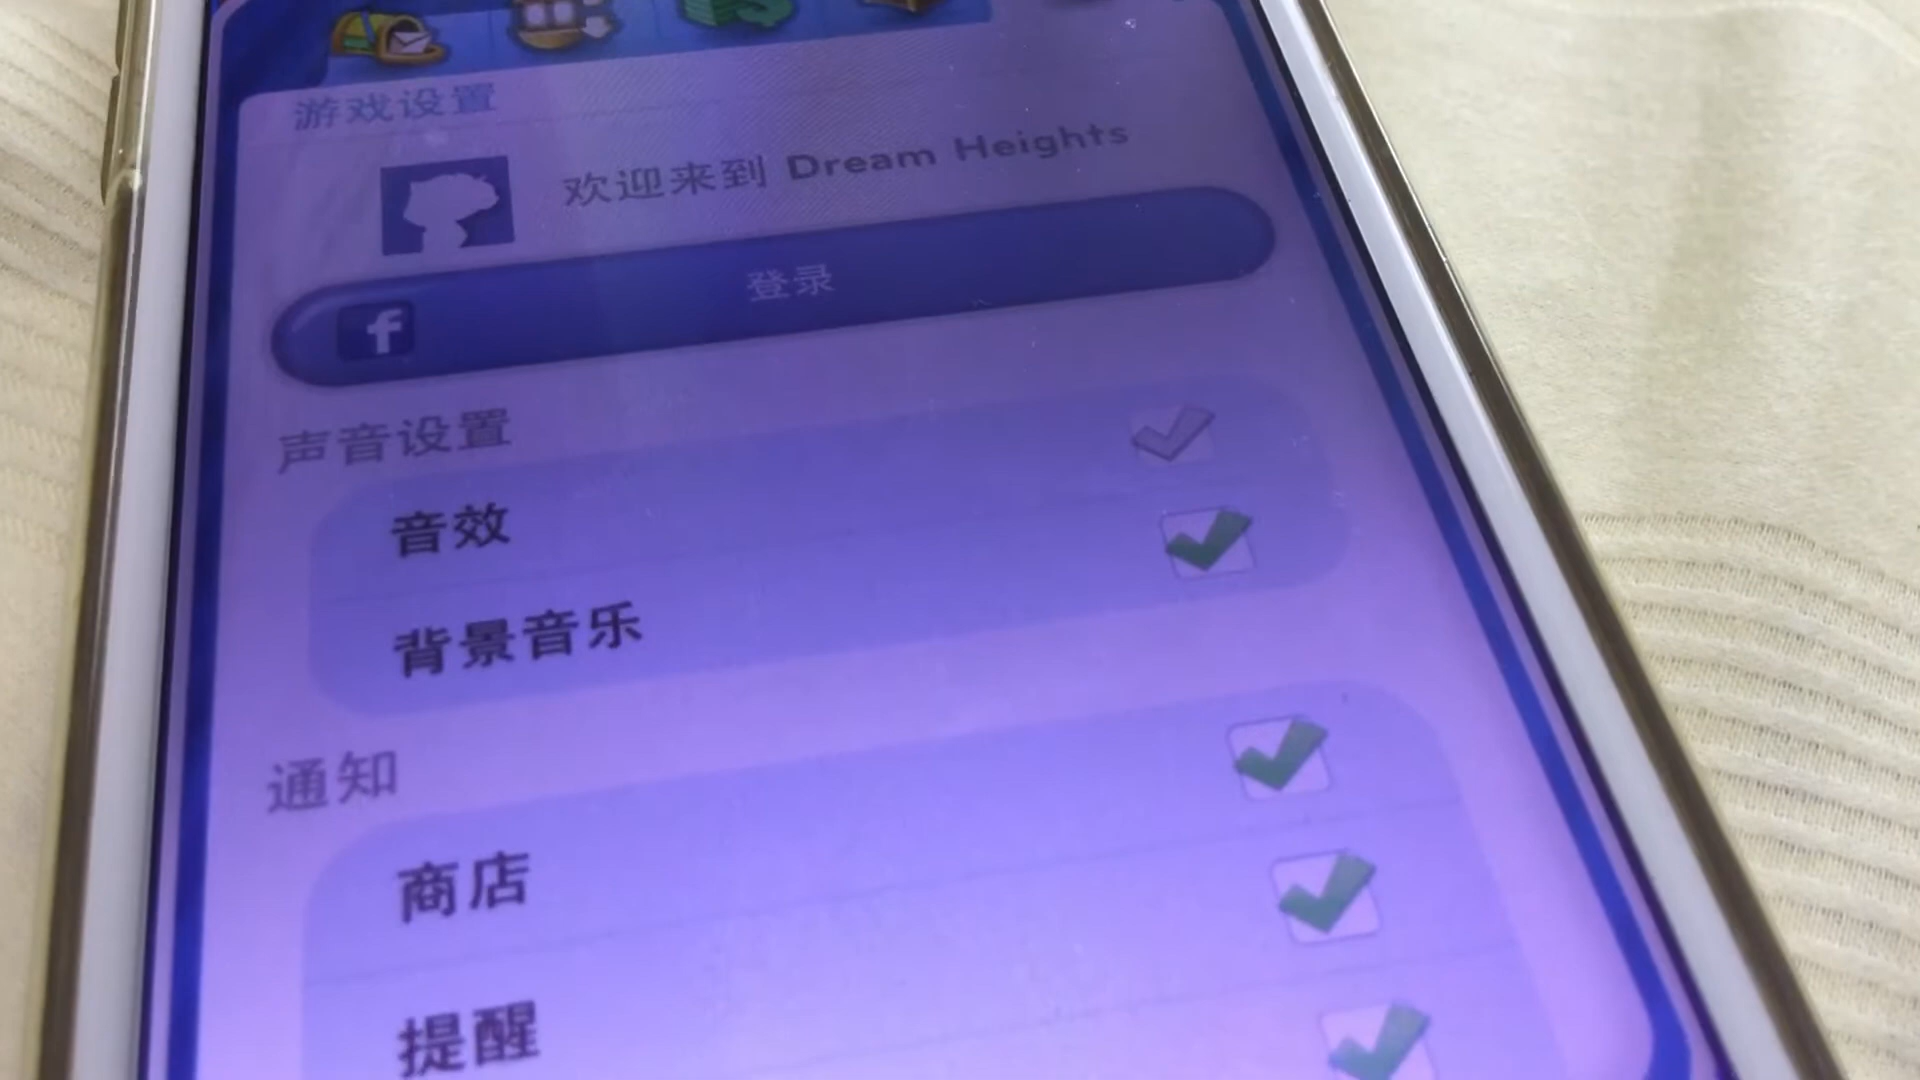 游戏设置
欢迎来到 Dream Heights
f 登录
声音设置
音效
背景音乐
通知
商店
提醒